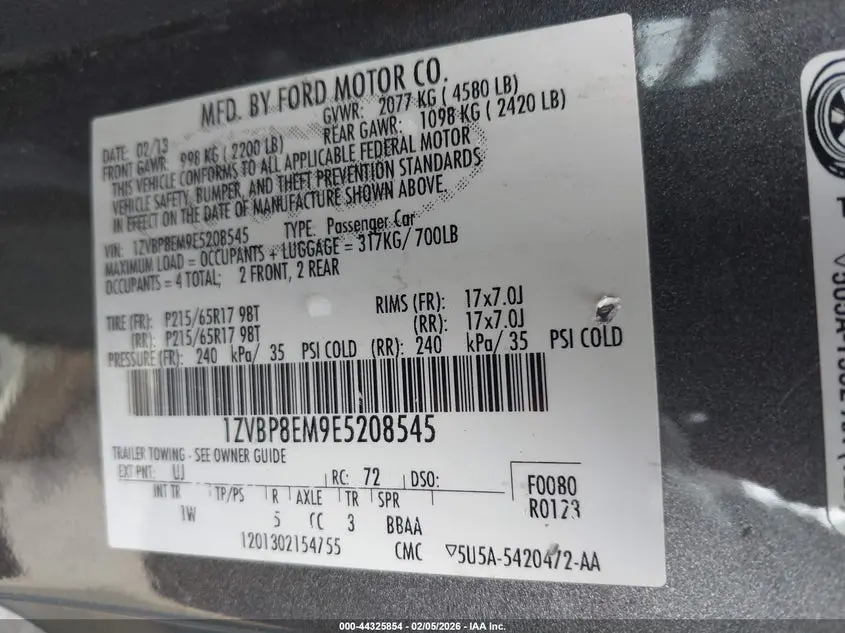 MFD. BY FORD MOTOR CO.
DATE: 02/13 GVWR: 2077 KG ( 4580 LB)
FRONT GAWR: 998 KG ( 2200 LB) REAR GAWR: 1098 KG ( 2420 LB)
THIS VEHICLE CONFORMS TO ALL APPLICABLE FEDERAL MOTOR
VEHICLE SAFETY, BUMPER, AND THEFT PREVENTION STANDARDS
IN EFFECT ON THE DATE OF MANUFACTURE SHOWN ABOVE.
VIN: 1ZVBP8EM9E5208545 TYPE: Passenger Car
MAXIMUM LOAD = OCCUPANTS + LUGGAGE = 317KG/ 700LB
OCCUPANTS = 4 TOTAL; 2 FRONT, 2 REAR
TIRE (FR): P215/65R17 98T RIMS (FR): 17x7.0J
(RR): P215/65R17 98T (RR): 17x7.0J
PRESSURE (FR): 240 kPa/ 35 PSI COLD (RR): 240 kPa/ 35 PSI COLD
1ZVBP8EM9E5208545
TRAILER TOWING - SEE OWNER GUIDE
EXT PNT: UJ RC: 72 DSO: F0080
INT TR TP/PS R AXLE TR SPR R0123
1W 5 CC 3 BBAA
1201302154755 CMC ▽5U5A-5420472-AA
000-44325854 | 02/05/2026 - IAA Inc.